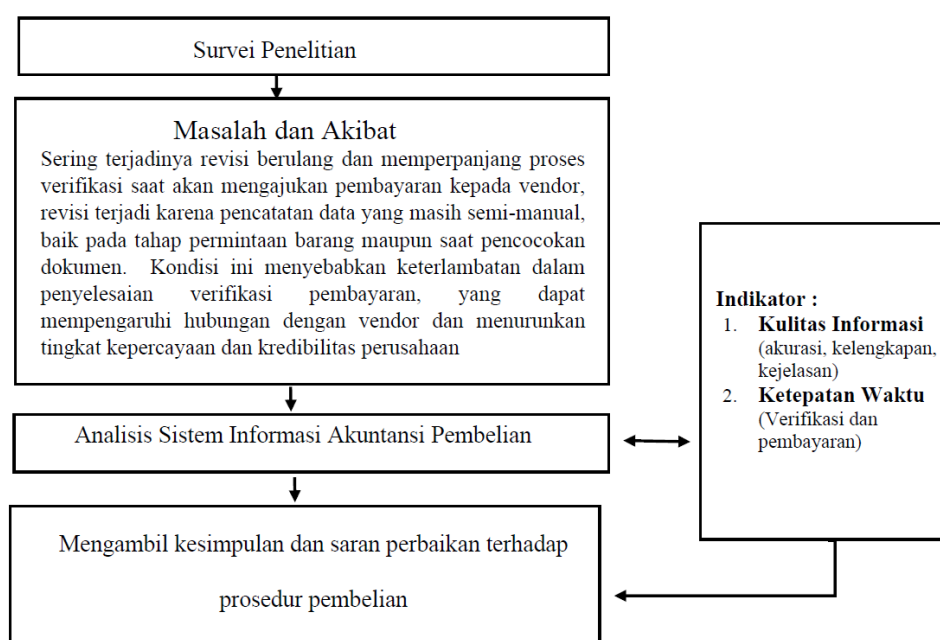 Survei Penelitian
Masalah dan Akibat
Sering terjadinya revisi berulang dan memperpanjang proses
verifikasi saat akan mengajukan pembayaran kepada vendor,
revisi terjadi karena pencatatan data yang masih semi-manual,
baik pada tahap permintaan barang maupun saat pencocokan
dokumen. Kondisi ini menyebabkan keterlambatan dalam
penyelesaian verifikasi pembayaran, yang dapat
mempengaruhi hubungan dengan vendor dan menurunkan
tingkat kepercayaan dan kredibilitas perusahaan
Analisis Sistem Informasi Akuntansi Pembelian
Indikator :
1. Kulitas Informasi
(akurasi, kelengkapan,
kejelasan)
2. Ketepatan Waktu
(Verifikasi dan
pembayaran)
Mengambil kesimpulan dan saran perbaikan terhadap
prosedur pembelian